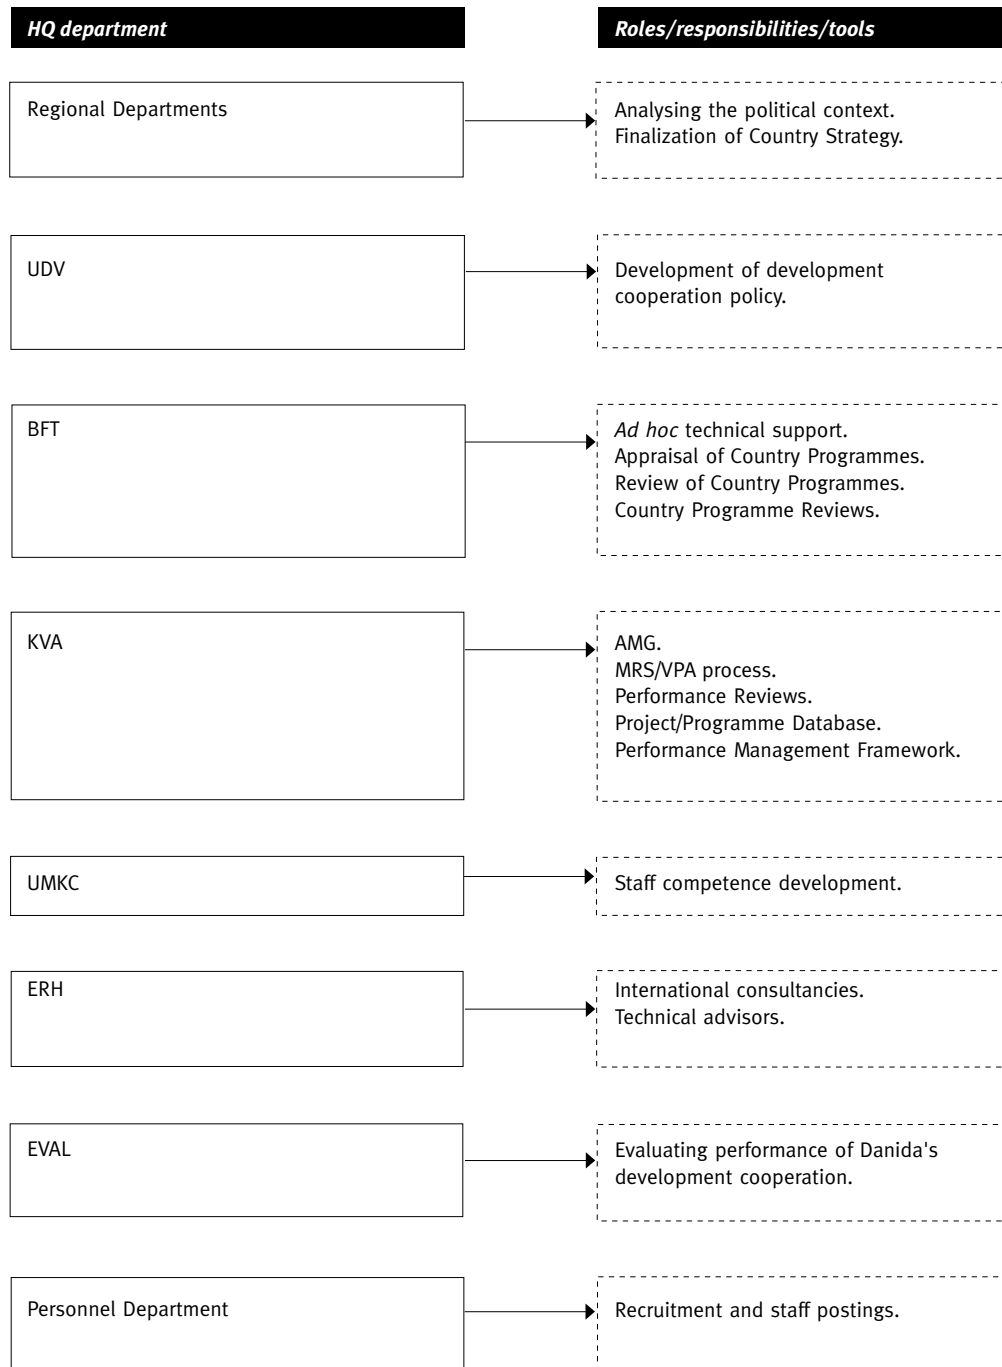 HQ department
Roles/responsibilities/tools
Regional Departments
Analysing the political context.
Finalization of Country Strategy.
UDV
Development of development
cooperation policy.
BFT
Ad hoc technical support.
Appraisal of Country Programmes.
Review of Country Programmes.
Country Programme Reviews.
KVA
AMG.
MRS/VPA process.
Performance Reviews.
Project/Programme Database.
Performance Management Framework.
UMKC
Staff competence development.
ERH
International consultancies.
Technical advisors.
EVAL
Evaluating performance of Danida's
development cooperation.
Personnel Department
Recruitment and staff postings.